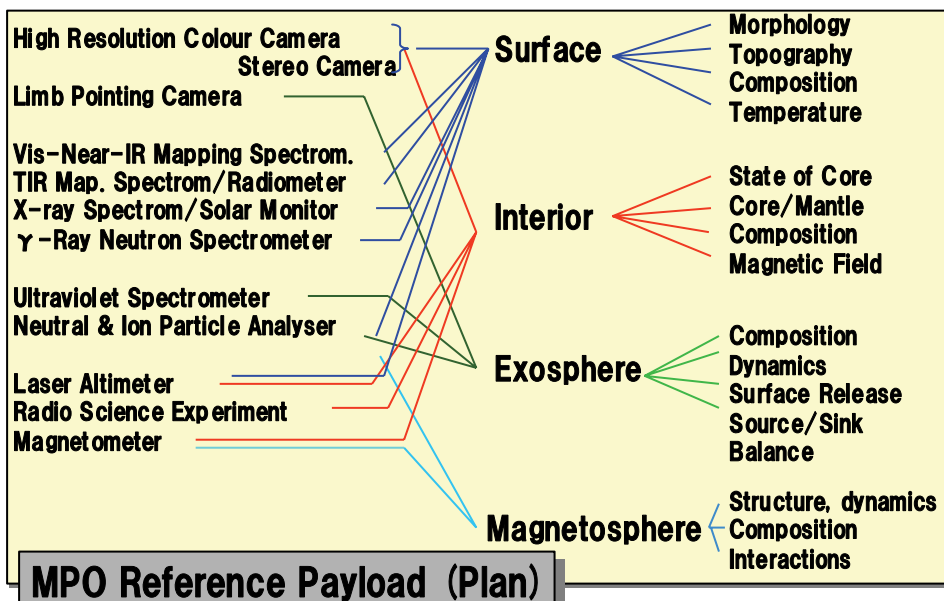 High Resolution Colour Camera
Stereo Camera
Limb Pointing Camera
Vis-Near-IR Mapping Spectrom.
TIR Map. Spectrom/Radiometer
X-ray Spectrom/Solar Monitor
γ-Ray Neutron Spectrometer
Ultraviolet Spectrometer
Neutral & Ion Particle Analyser
Laser Altimeter
Radio Science Experiment
Magnetometer
Surface
Morphology
Topography
Composition
Temperature
Interior
State of Core
Core/Mantle
Composition
Magnetic Field
Exosphere
Composition
Dynamics
Surface Release
Source/Sink
Balance
Magnetosphere
Structure, dynamics
Composition
Interactions
MPO Reference Payload (Plan)